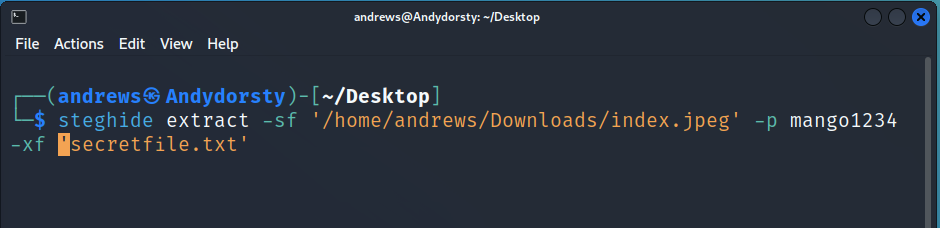 andrews@Andydorsty: ~/Desktop
File Actions Edit View Help
┌──(andrews㉿Andydorsty)-[~/Desktop]
└─$ steghide extract -sf '/home/andrews/Downloads/index.jpeg' -p mango1234
-xf 'secretfile.txt'